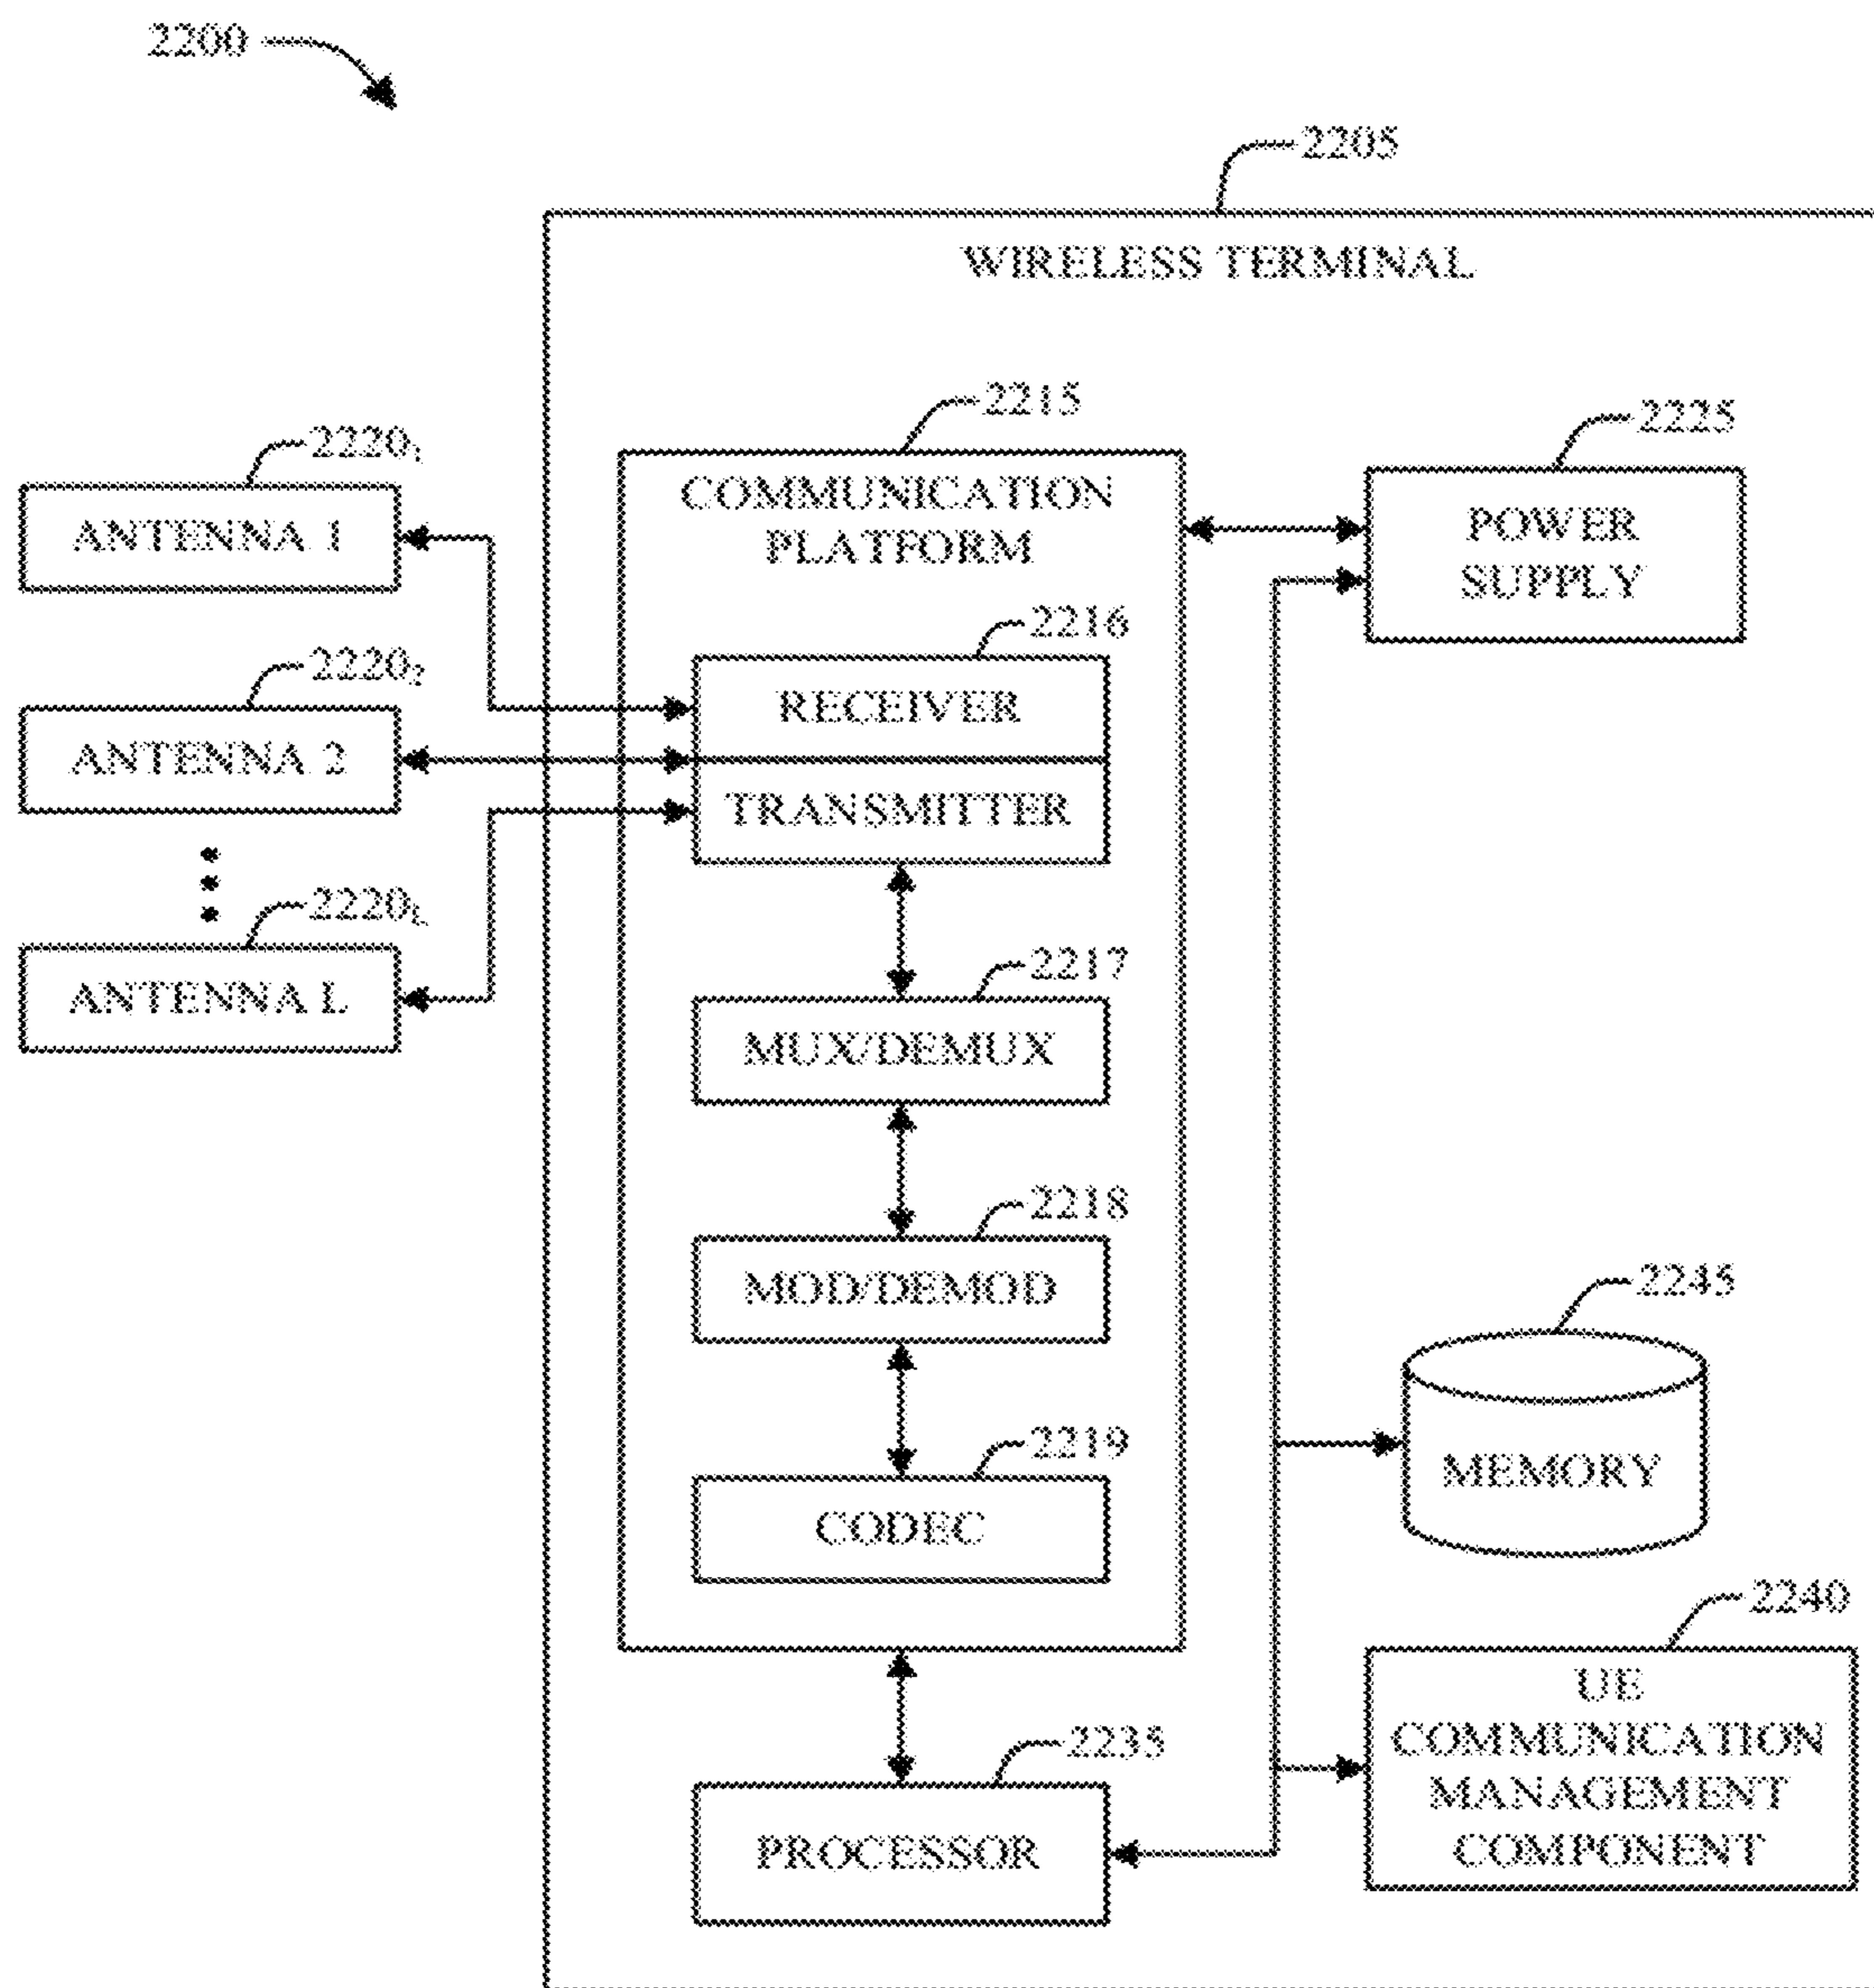 2200
2205
WIRELESS TERMINAL
2215
2225
COMMUNICATION
PLATFORM
POWER
SUPPLY
2220₁
ANTENNA 1
2216
RECEIVER
2220₂
ANTENNA 2
TRANSMITTER
2220L
ANTENNA L
2217
MUX/DEMUX
2218
MOD/DEMOD
2245
MEMORY
2219
CODEC
2240
UE
COMMUNICATION
MANAGEMENT
COMPONENT
2235
PROCESSOR